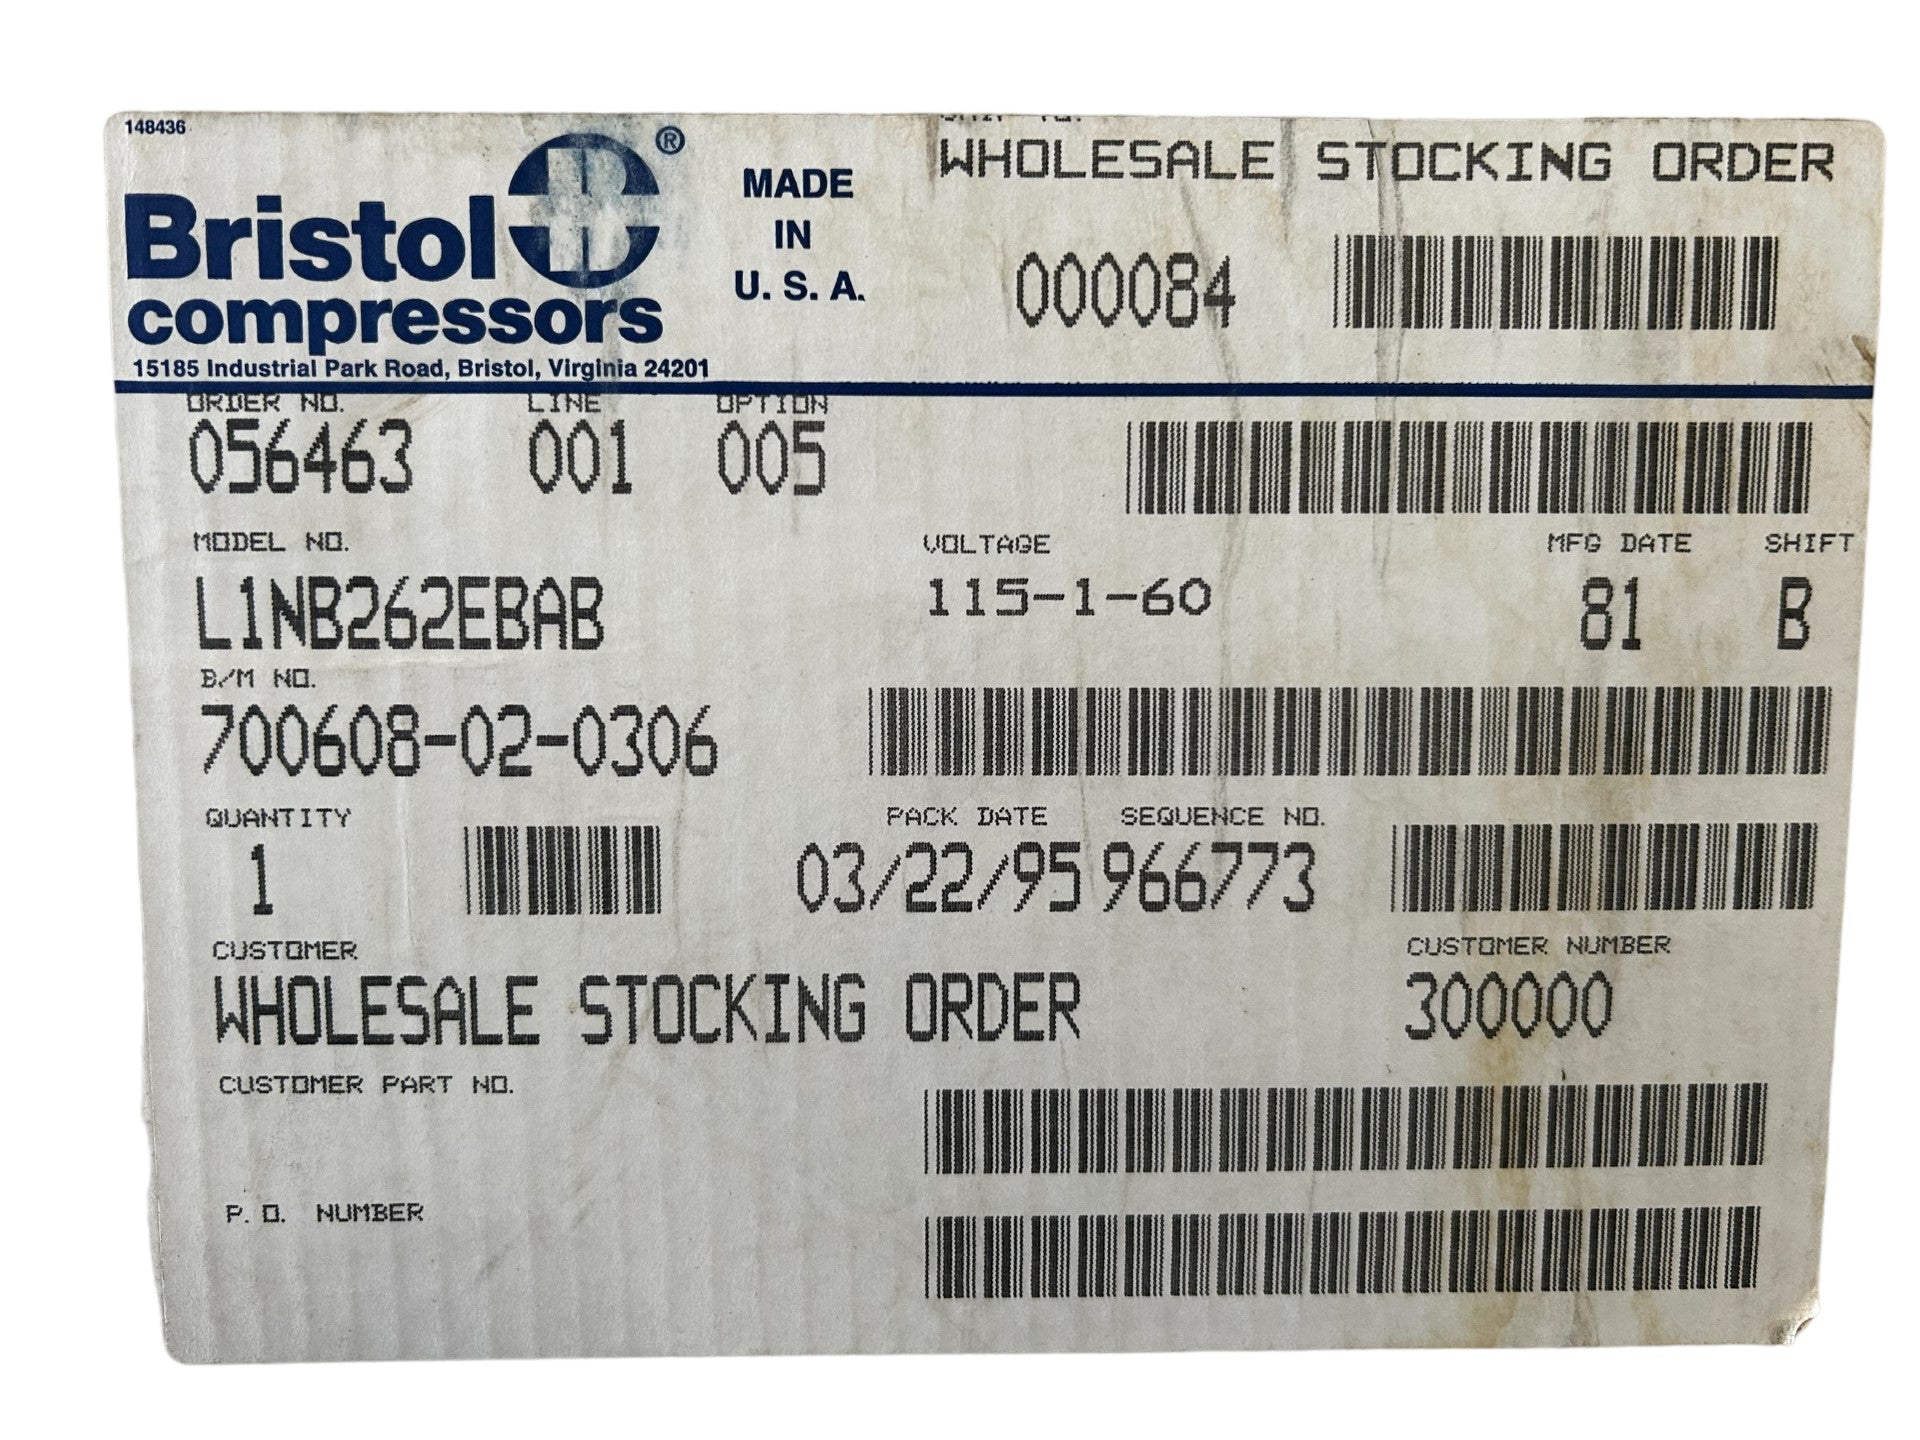 148436
Bristol ®
compressors
15185 Industrial Park Road, Bristol, Virginia 24201
MADE
IN
U. S. A.
WHOLESALE STOCKING ORDER
000084
ORDER NO. LINE OPTION
056463 001 005
MODEL NO. VOLTAGE MFG DATE SHIFT
L1NB262EBAB 115-1-60 81 B
B/M NO.
700608-02-0306
QUANTITY PACK DATE SEQUENCE NO.
1 03/22/95 966773
CUSTOMER CUSTOMER NUMBER
WHOLESALE STOCKING ORDER 300000
CUSTOMER PART NO.
P. O. NUMBER